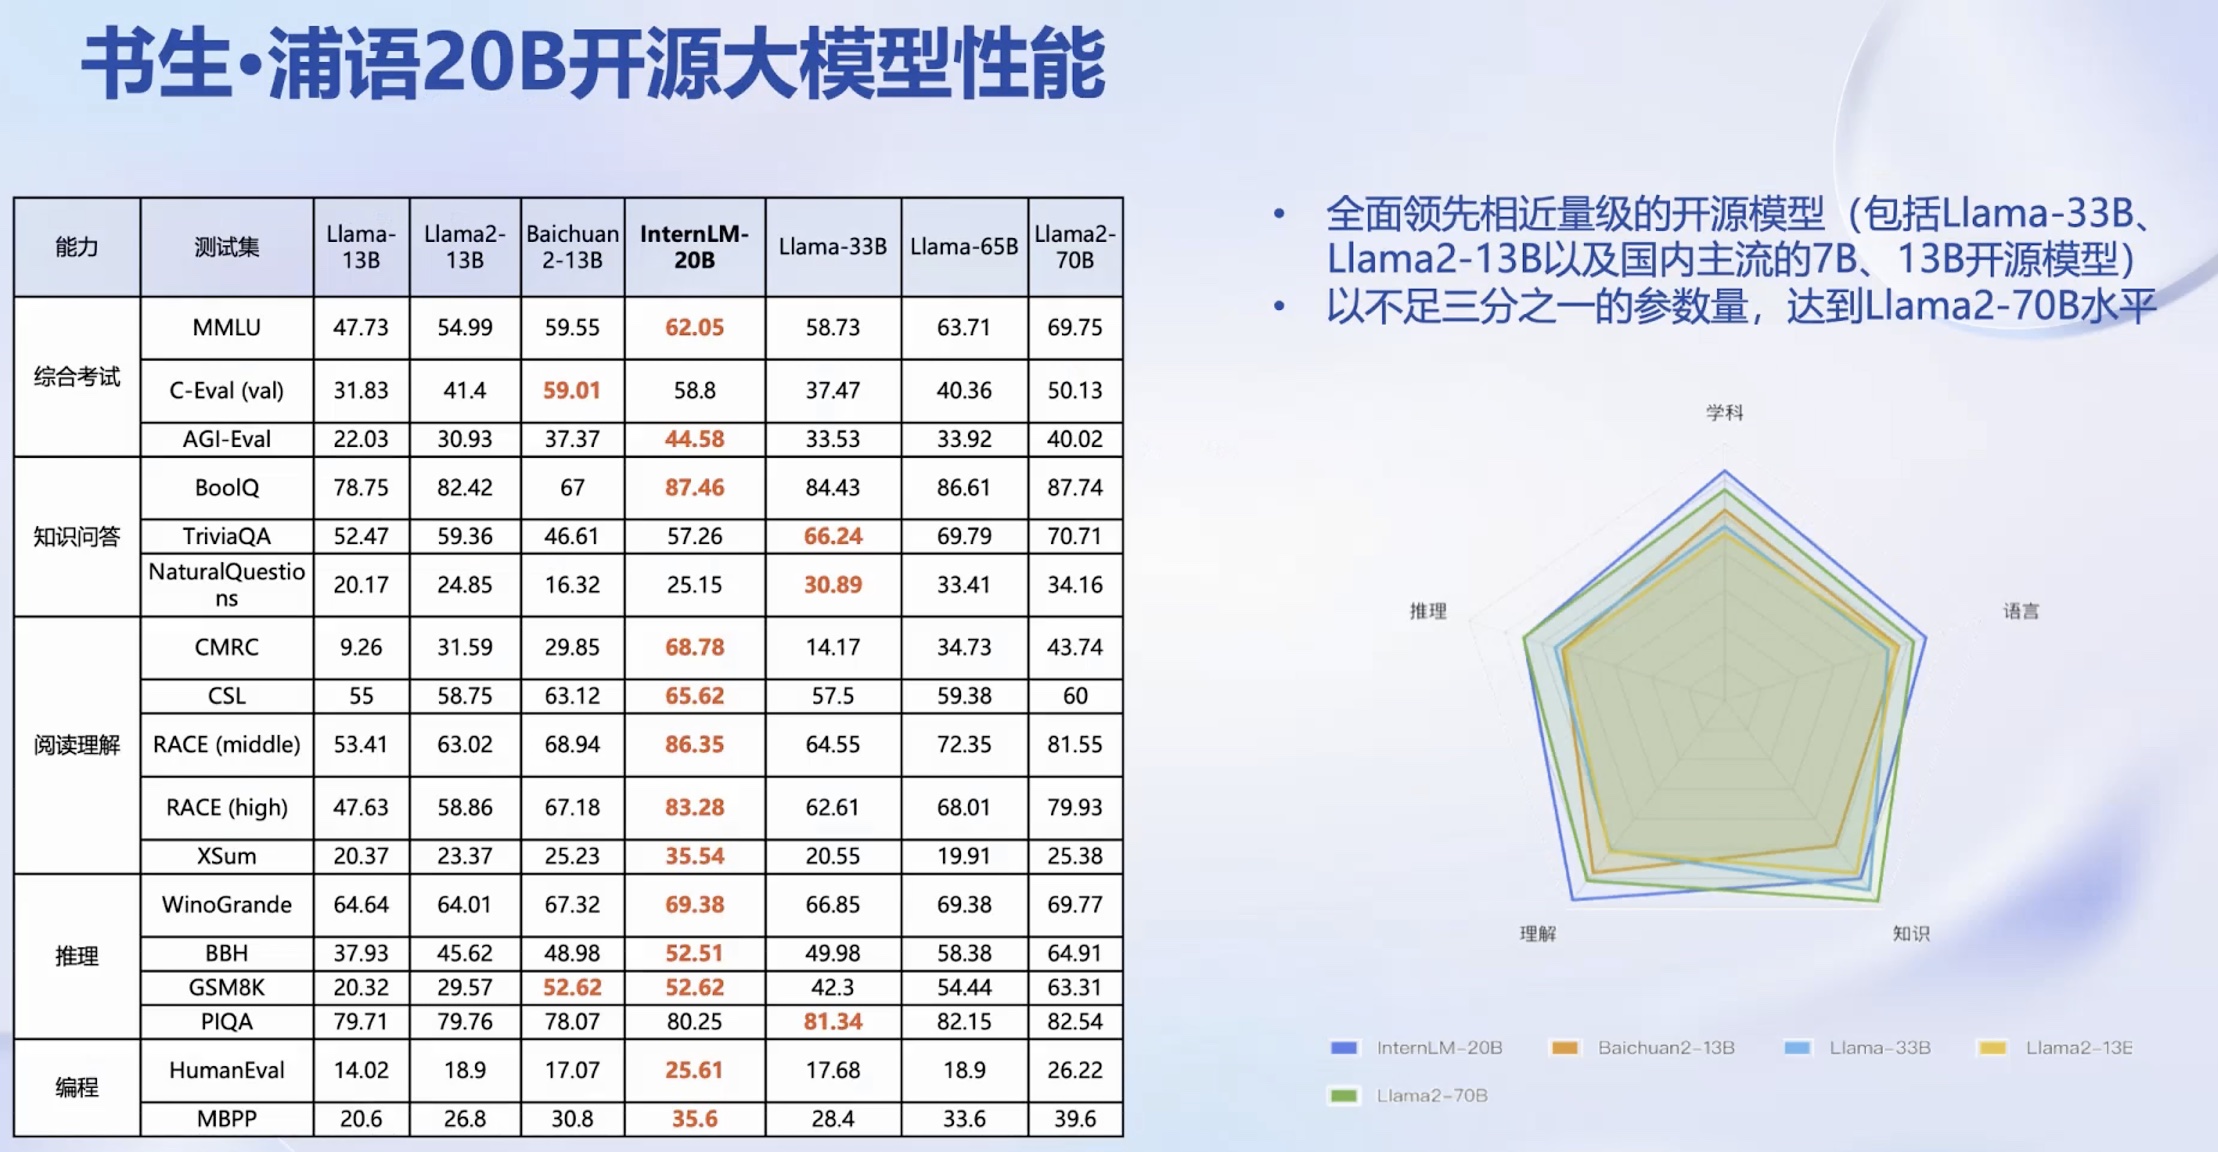 书生•浦语20B开源大模型性能
能力 测试集 Llama-13B Llama2-13B Baichuan2-13B InternLM-20B Llama-33B Llama-65B Llama2-70B
综合考试 MMLU 47.73 54.99 59.55 62.05 58.73 63.71 69.75
C-Eval (val) 31.83 41.4 59.01 58.8 37.47 40.36 50.13
AGI-Eval 22.03 30.93 37.37 44.58 33.53 33.92 40.02
知识问答 BoolQ 78.75 82.42 67 87.46 84.43 86.61 87.74
TriviaQA 52.47 59.36 46.61 57.26 66.24 69.79 70.71
NaturalQuestions 20.17 24.85 16.32 25.15 30.89 33.41 34.16
阅读理解 CMRC 9.26 31.59 29.85 68.78 14.17 34.73 43.74
CSL 55 58.75 63.12 65.62 57.5 59.38 60
RACE (middle) 53.41 63.02 68.94 86.35 64.55 72.35 81.55
RACE (high) 47.63 58.86 67.18 83.28 62.61 68.01 79.93
XSum 20.37 23.37 25.23 35.54 20.55 19.91 25.38
推理 WinoGrande 64.64 64.01 67.32 69.38 66.85 69.38 69.77
BBH 37.93 45.62 48.98 52.51 49.98 58.38 64.91
GSM8K 20.32 29.57 52.62 52.62 42.3 54.44 63.31
PIQA 79.71 79.76 78.07 80.25 81.34 82.15 82.54
编程 HumanEval 14.02 18.9 17.07 25.61 17.68 18.9 26.22
MBPP 20.6 26.8 30.8 35.6 28.4 33.6 39.6
• 全面领先相近量级的开源模型（包括Llama-33B、
Llama2-13B以及国内主流的7B、13B开源模型）
• 以不足三分之一的参数量，达到Llama2-70B水平
学科
推理
语言
理解
知识
InternLM-20B Baichuan2-13B Llama-33B Llama2-13B
Llama2-70B